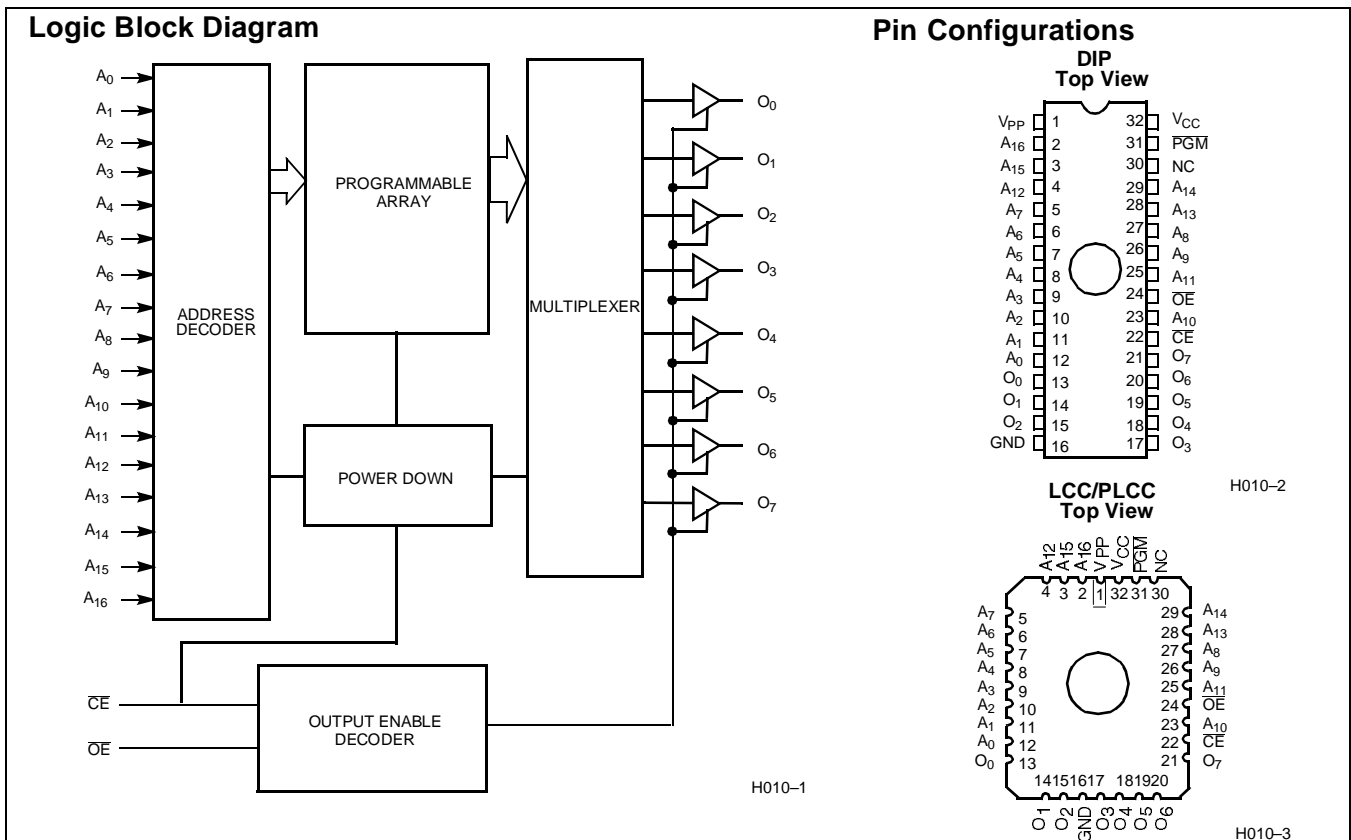 Logic Block Diagram
A0
A1
A2
A3
A4
A5
A6
A7
A8
A9
A10
A11
A12
A13
A14
A15
A16
ADDRESS
DECODER
PROGRAMMABLE
ARRAY
MULTIPLEXER
POWER DOWN
O0
O1
O2
O3
O4
O5
O6
O7
CE
OE
OUTPUT ENABLE
DECODER
H010–1
Pin Configurations
DIP
Top View
VPP 1 32 VCC
A16 2 31 PGM
A15 3 30 NC
A12 4 29 A14
A7 5 28 A13
A6 6 27 A8
A5 7 26 A9
A4 8 25 A11
A3 9 24 OE
A2 10 23 A10
A1 11 22 CE
A0 12 21 O7
O0 13 20 O6
O1 14 19 O5
O2 15 18 O4
GND 16 17 O3
H010–2
LCC/PLCC
Top View
A12 A15 A16 VPP VCC PGM NC
4 3 2 1 32 31 30
A7 5 29 A14
A6 6 28 A13
A5 7 27 A8
A4 8 26 A9
A3 9 25 A11
A2 10 24 OE
A1 11 23 A10
A0 12 22 CE
O0 13 21 O7
14 15 16 17 18 19 20
O1 O2 GND O3 O4 O5 O6
H010–3